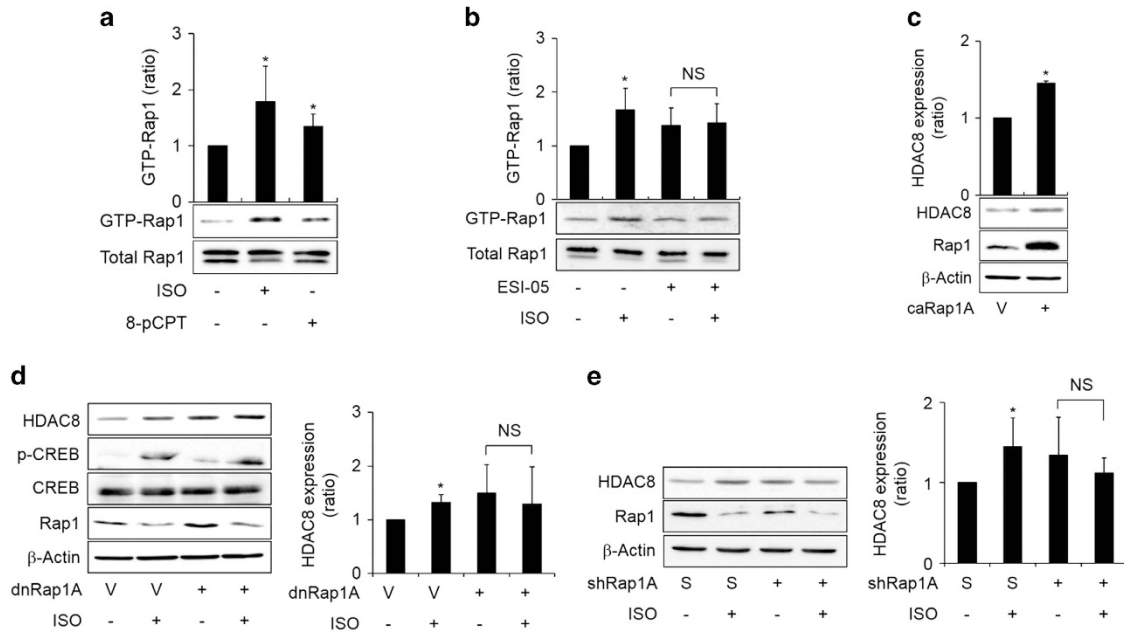 a
GTP-Rap1 (ratio)
3
2
1
0
*
*
GTP-Rap1
Total Rap1
ISO - + -
8-pCPT - - +
b
GTP-Rap1 (ratio)
3
2
1
0
*
NS
GTP-Rap1
Total Rap1
ESI-05 - - + +
ISO - + - +
c
HDAC8 expression
(ratio)
2
1
0
*
HDAC8
Rap1
β-Actin
caRap1A V +
d
HDAC8
p-CREB
CREB
Rap1
β-Actin
dnRap1A V V + +
ISO - + - +
HDAC8 expression
(ratio)
3
2
1
0
*
NS
dnRap1A V V + +
ISO - + - +
e
HDAC8
Rap1
β-Actin
shRap1A S S + +
ISO - + - +
HDAC8 expression
(ratio)
2
1
0
*
NS
shRap1A S S + +
ISO - + - +